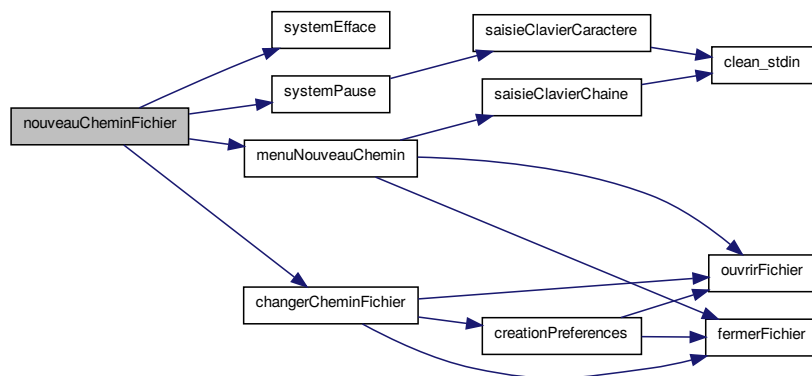 systemEfface
saisieClavierCaractere
clean_stdin
systemPause
saisieClavierChaine
nouveauCheminFichier
menuNouveauChemin
ouvrirFichier
changerCheminFichier
creationPreferences
fermerFichier